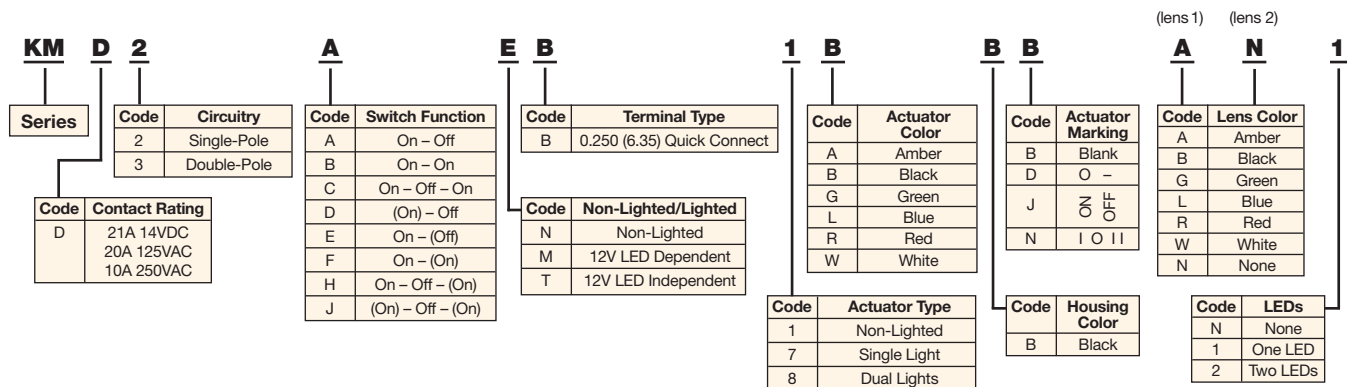 (lens 1) (lens 2)
KM D 2 A E B 1 B B B A N 1
Series
Code Circuitry
2 Single-Pole
3 Double-Pole
Code Contact Rating
D 21A 14VDC
20A 125VAC
10A 250VAC
Code Switch Function
A On – Off
B On – On
C On – Off – On
D (On) – Off
E On – (Off)
F On – (On)
H On – Off – (On)
J (On) – Off – (On)
Code Terminal Type
B 0.250 (6.35) Quick Connect
Code Non-Lighted/Lighted
N Non-Lighted
M 12V LED Dependent
T 12V LED Independent
Code Actuator
Color
A Amber
B Black
G Green
L Blue
R Red
W White
Code Actuator Type
1 Non-Lighted
7 Single Light
8 Dual Lights
Code Actuator
Marking
B Blank
D O –
J ON OFF
N I O II
Code Housing
Color
B Black
Code Lens Color
A Amber
B Black
G Green
L Blue
R Red
W White
N None
Code LEDs
N None
1 One LED
2 Two LEDs